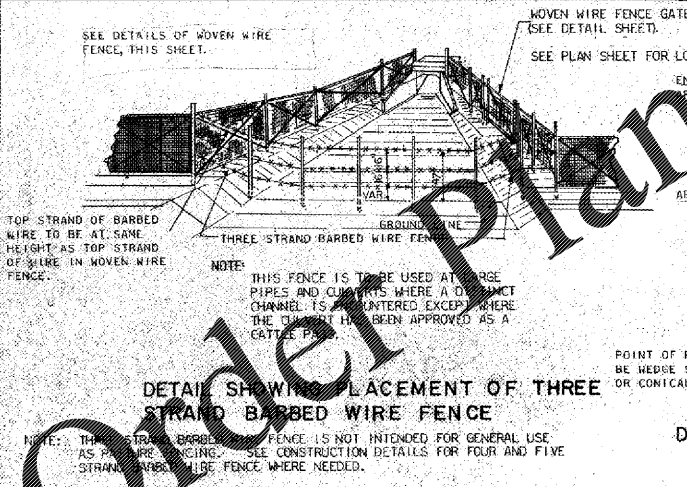 SEE DETAILS OF WOVEN WIRE
FENCE, THIS SHEET.
WOVEN WIRE FENCE GATE
(SEE DETAIL SHEET).
SEE PLAN SHEET FOR LO
EN
VAR.
GROUND LINE
TOP STRAND OF BARBED
WIRE TO BE AT SAME
HEIGHT AS TOP STRAND
OF WIRE IN WOVEN WIRE
FENCE.
THREE STRAND BARBED WIRE FENCE
NOTE:
THIS FENCE IS TO BE USED AT LARGE
PIPES AND CULVERTS WHERE A DISTINCT
CHANNEL IS ENCOUNTERED EXCEPT WHERE
THE CULVERT HAS BEEN APPROVED AS A
CATTLE PASS.
POINT OF
BE WEDGE S
OR CONICAL
DETAIL SHOWING PLACEMENT OF THREE
STRAND BARBED WIRE FENCE
D
NOTE: THREE STRAND BARBED WIRE FENCE IS NOT INTENDED FOR GENERAL USE
AS PASTURE FENCING. SEE CONSTRUCTION DETAILS FOR FOUR AND FIVE
STRAND BARBED WIRE FENCE WHERE NEEDED.
Order Plan